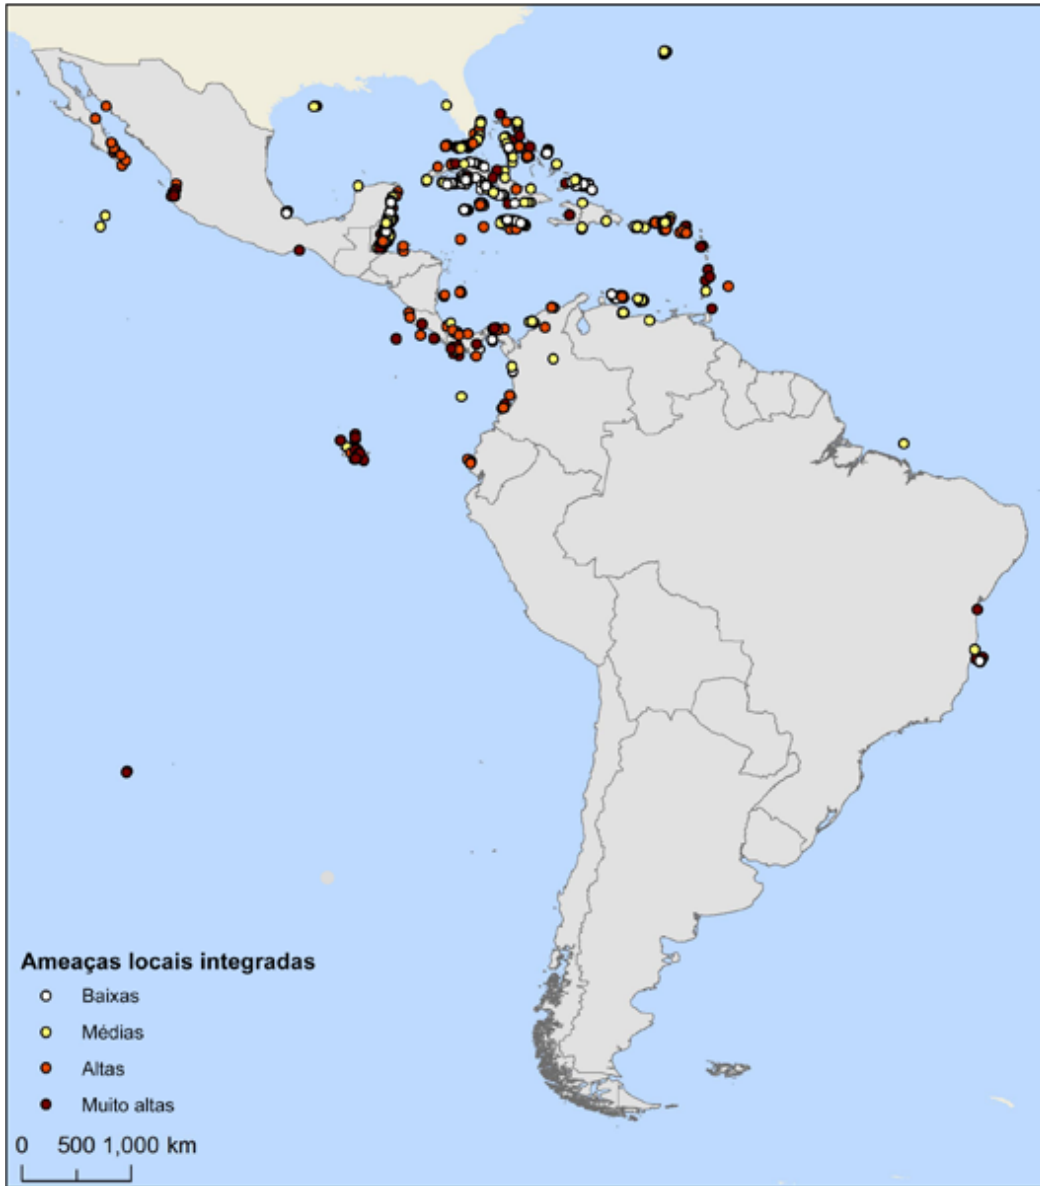 Ameaças locais integradas
Baixas
Médias
Altas
Muito altas
0 500 1,000 km